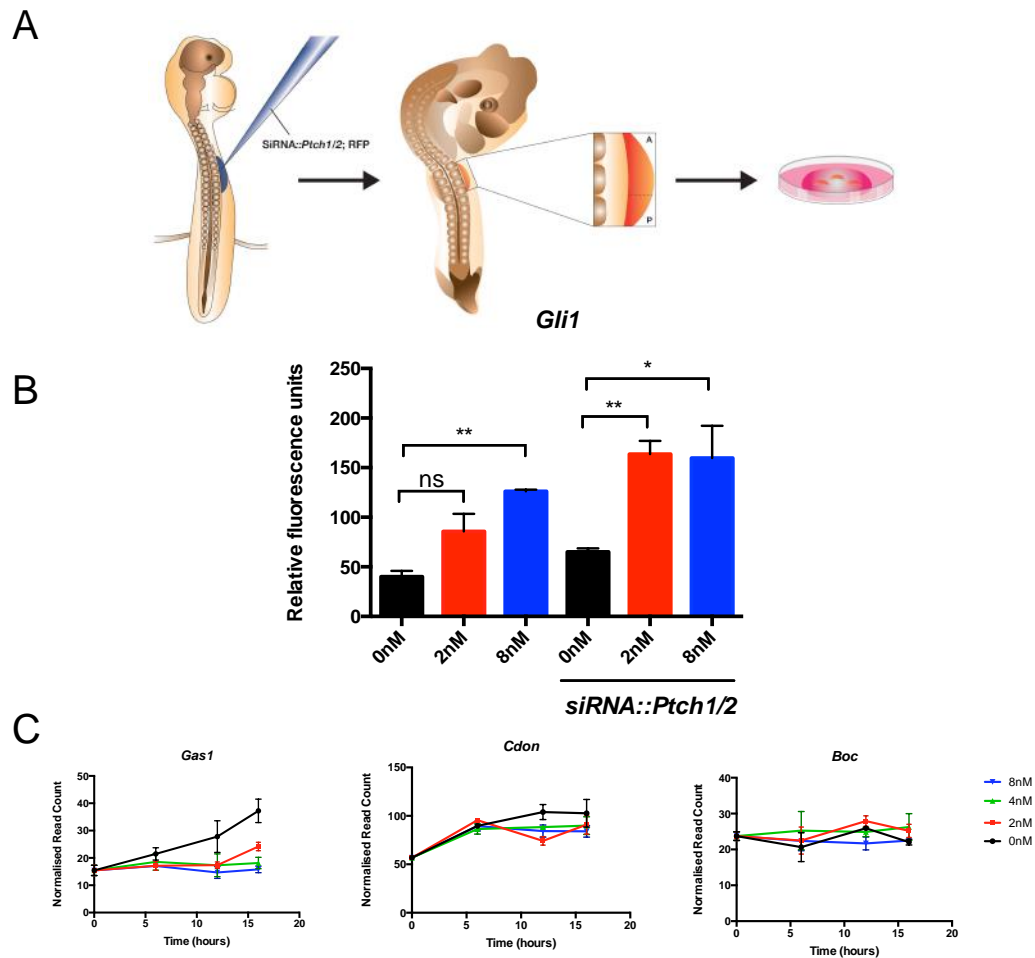 A
SiRNA::Ptch1/2; RFP
A
P
Gli1
B
Relative fluorescence units
250
200
150
100
50
0
ns
**
**
*
0nM
2nM
8nM
0nM
2nM
8nM
siRNA::Ptch1/2
C
Gas1
Normalised Read Count
50
40
30
20
10
0
0
5
10
15
20
Time (hours)
Cdon
Normalised Read Count
150
100
50
0
0
5
10
15
20
Time (hours)
Boc
Normalised Read Count
40
30
20
10
0
0
5
10
15
20
Time (hours)
8nM
4nM
2nM
0nM